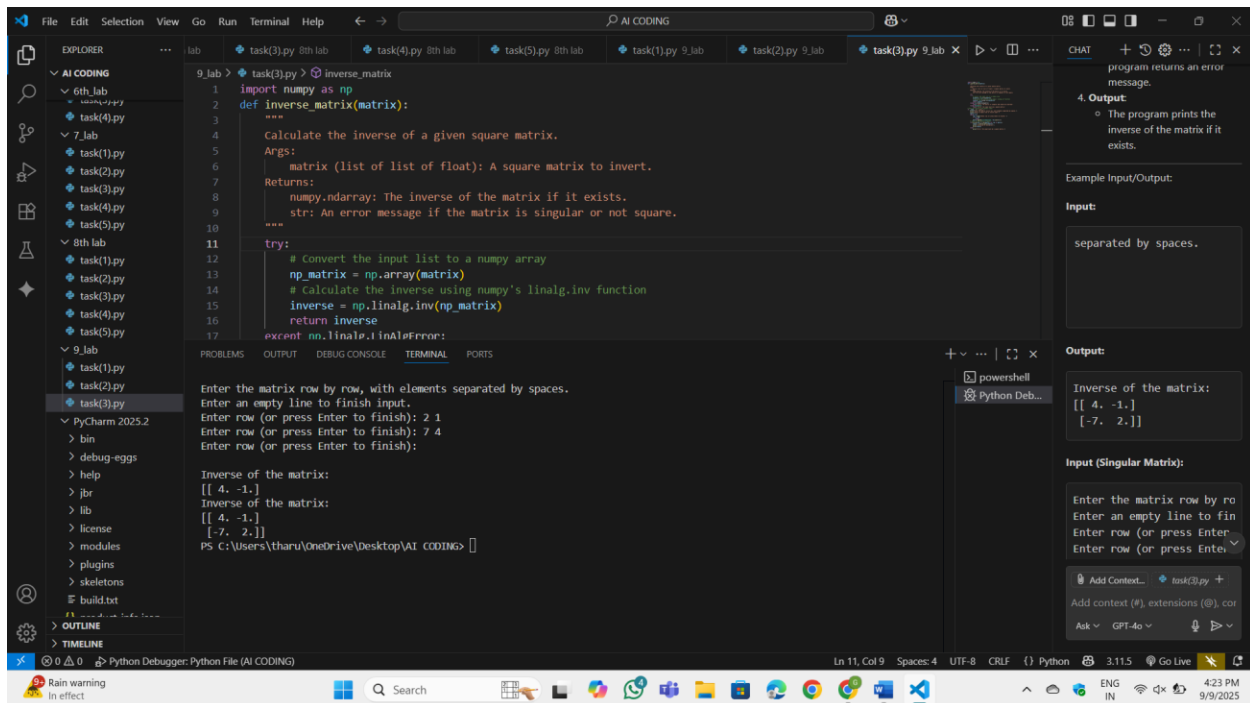 File Edit Selection View Go Run Terminal Help
AI CODING
EXPLORER
AI CODING
6th_lab
task(4).py
7_lab
task(1).py
task(2).py
task(3).py
task(4).py
task(5).py
8th lab
task(1).py
task(2).py
task(3).py
task(4).py
task(5).py
9_lab
task(1).py
task(2).py
task(3).py
PyCharm 2025.2
bin
debug-eggs
help
jbr
lib
license
modules
plugins
skeletons
build.txt
OUTLINE
TIMELINE
lab task(3).py 8th lab task(4).py 8th lab task(5).py 8th lab task(1).py 9_lab task(2).py 9_lab task(3).py 9_lab
9_lab > task(3).py > inverse_matrix
1 import numpy as np
2 def inverse_matrix(matrix):
3 """
4 Calculate the inverse of a given square matrix.
5 Args:
6 matrix (list of list of float): A square matrix to invert.
7 Returns:
8 numpy.ndarray: The inverse of the matrix if it exists.
9 str: An error message if the matrix is singular or not square.
10 """
11 try:
12 # Convert the input list to a numpy array
13 np_matrix = np.array(matrix)
14 # Calculate the inverse using numpy's linalg.inv function
15 inverse = np.linalg.inv(np_matrix)
16 return inverse
17 except np.linalg.LinAlgError:
PROBLEMS OUTPUT DEBUG CONSOLE TERMINAL PORTS
Enter the matrix row by row, with elements separated by spaces.
Enter an empty line to finish input.
Enter row (or press Enter to finish): 2 1
Enter row (or press Enter to finish): 7 4
Enter row (or press Enter to finish):
Inverse of the matrix:
[[ 4. -1.]
Inverse of the matrix:
[[ 4. -1.]
[-7. 2.]]
PS C:\Users\tharu\OneDrive\Desktop\AI CODING>
powershell
Python Deb...
CHAT
program returns an error
message.
4. Output:
The program prints the
inverse of the matrix if it
exists.
Example Input/Output:
Input:
separated by spaces.
Output:
Inverse of the matrix:
[[ 4. -1.]
[-7. 2.]]
Input (Singular Matrix):
Enter the matrix row by ro
Enter an empty line to fin
Enter row (or press Enter
Enter row (or press Enter
Add Context... task(3).py
Add context (#), extensions (@), cor
Ask GPT-4o
0 0 Python Debugger: Python File (AI CODING) Ln 11, Col 9 Spaces: 4 UTF-8 CRLF {} Python 3.11.5 Go Live
9+ Rain warning
In effect
Search
4
ENG
IN
4:23 PM
9/9/2025